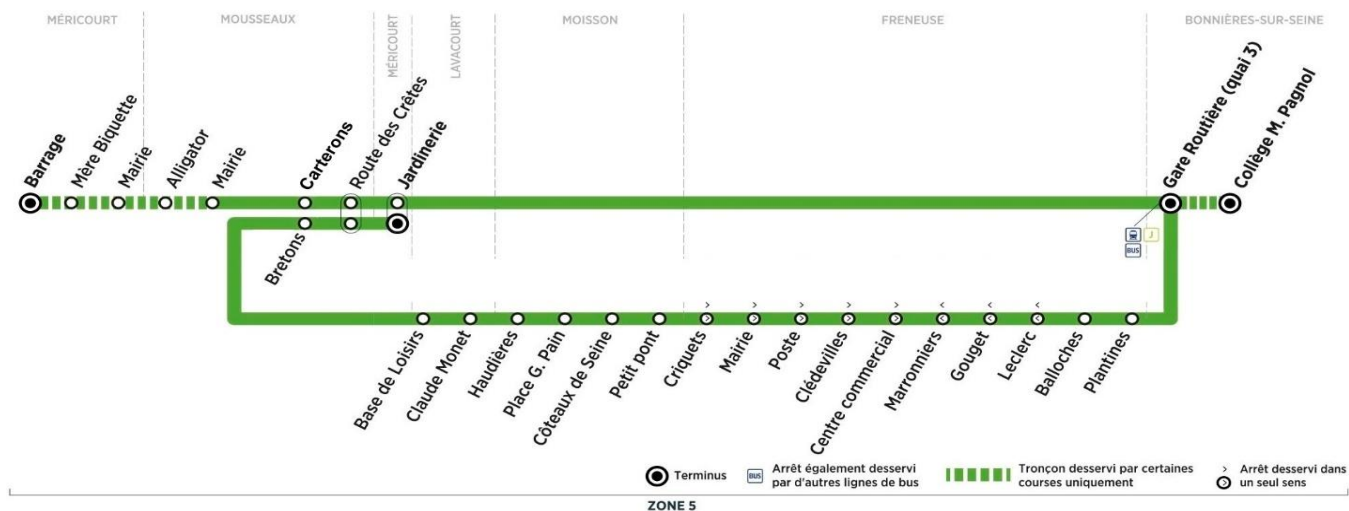 MÉRICOURT
MOUSSEAUX
MÉRICOURT
LAVACOURT
MOISSON
FRENEUSE
BONNIÈRES-SUR-SEINE
Barrage
Mère Biquette
Mairie
Alligator
Mairie
Carterons
Route des Crêtes
Jardinerie
Gare Routière (quai 3)
Collège M. Pagnol
Bretons
J
BUS
Base de Loisirs
Claude Monet
Haudières
Place G. Pain
Côteaux de Seine
Petit pont
Criquets
Mairie
Poste
Clédevilles
Centre commercial
Marronniers
Gouget
Leclerc
Balloches
Plantines
Terminus
BUS
Arrêt également desservi
par d'autres lignes de bus
Tronçon desservi par certaines
courses uniquement
Arrêt desservi dans
un seul sens
ZONE 5